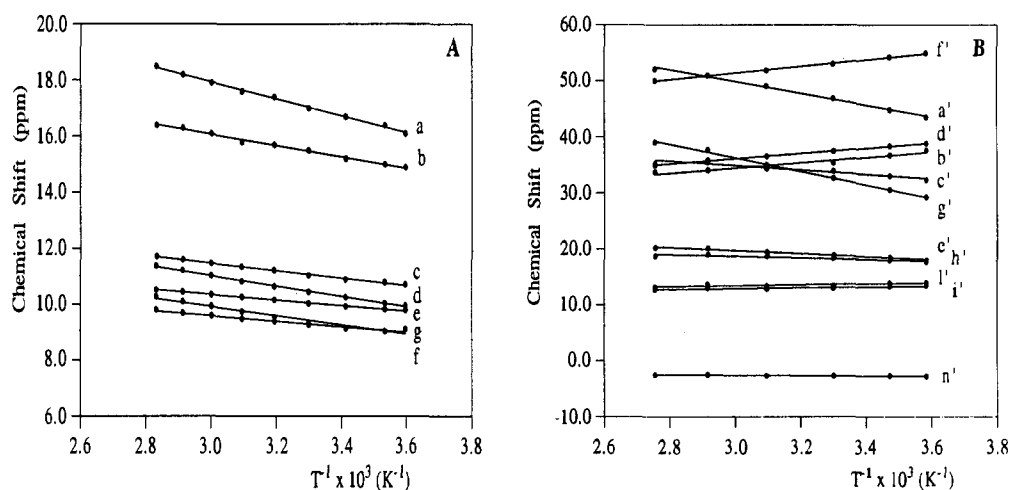 A
20.0
18.0
16.0
14.0
12.0
10.0
8.0
6.0
Chemical Shift (ppm)
a
b
c
d
e
g
f
2.6 2.8 3.0 3.2 3.4 3.6 3.8
T⁻¹ x 10³ (K⁻¹)
B
60.0
50.0
40.0
30.0
20.0
10.0
0.0
-10.0
Chemical Shift (ppm)
f'
a'
d'
b'
c'
g'
e'
h'
l'
i'
n'
2.6 2.8 3.0 3.2 3.4 3.6 3.8
T⁻¹ x 10³ (K⁻¹)